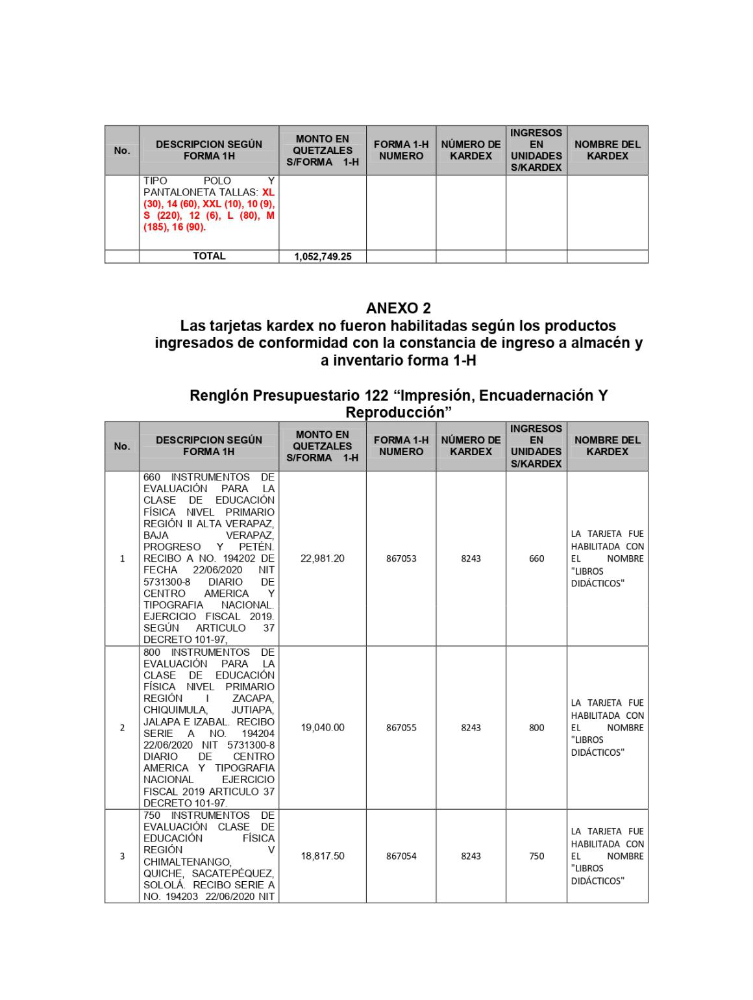 No.
DESCRIPCION SEGÚN
FORMA 1H
MONTO EN
QUETZALES
S/FORMA 1-H
FORMA 1-H
NUMERO
NÚMERO DE
KARDEX
INGRESOS
EN
UNIDADES
S/KARDEX
NOMBRE DEL
KARDEX
TIPO POLO Y
PANTALONETA TALLAS: XL
(30), 14 (60), XXL (10), 10 (9),
S (220), 12 (6), L (80), M
(185), 16 (90).
TOTAL
1,052,749.25
ANEXO 2
Las tarjetas kardex no fueron habilitadas según los productos
ingresados de conformidad con la constancia de ingreso a almacén y
a inventario forma 1-H
Renglón Presupuestario 122 “Impresión, Encuadernación Y
Reproducción”
No.
DESCRIPCION SEGÚN
FORMA 1H
MONTO EN
QUETZALES
S/FORMA 1-H
FORMA 1-H
NUMERO
NÚMERO DE
KARDEX
INGRESOS
EN
UNIDADES
S/KARDEX
NOMBRE DEL
KARDEX
1
660 INSTRUMENTOS DE
EVALUACIÓN PARA LA
CLASE DE EDUCACIÓN
FÍSICA NIVEL PRIMARIO
REGIÓN II ALTA VERAPAZ,
BAJA VERAPAZ,
PROGRESO Y PETÉN.
RECIBO A NO. 194202 DE
FECHA 22/06/2020 NIT
5731300-8 DIARIO DE
CENTRO AMERICA Y
TIPOGRAFIA NACIONAL.
EJERCICIO FISCAL 2019.
SEGÚN ARTICULO 37
DECRETO 101-97,
22,981.20
867053
8243
660
LA TARJETA FUE
HABILITADA CON
EL NOMBRE
"LIBROS
DIDÁCTICOS"
2
800 INSTRUMENTOS DE
EVALUACIÓN PARA LA
CLASE DE EDUCACIÓN
FÍSICA NIVEL PRIMARIO
REGIÓN I ZACAPA,
CHIQUIMULA, JUTIAPA,
JALAPA E IZABAL. RECIBO
SERIE A NO. 194204
22/06/2020 NIT 5731300-8
DIARIO DE CENTRO
AMERICA Y TIPOGRAFIA
NACIONAL EJERCICIO
FISCAL 2019 ARTICULO 37
DECRETO 101-97.
19,040.00
867055
8243
800
LA TARJETA FUE
HABILITADA CON
EL NOMBRE
"LIBROS
DIDÁCTICOS"
3
750 INSTRUMENTOS DE
EVALUACIÓN CLASE DE
EDUCACIÓN FÍSICA
REGIÓN V
CHIMALTENANGO,
QUICHE, SACATEPÉQUEZ,
SOLOLÁ. RECIBO SERIE A
NO. 194203 22/06/2020 NIT
18,817.50
867054
8243
750
LA TARJETA FUE
HABILITADA CON
EL NOMBRE
"LIBROS
DIDÁCTICOS"